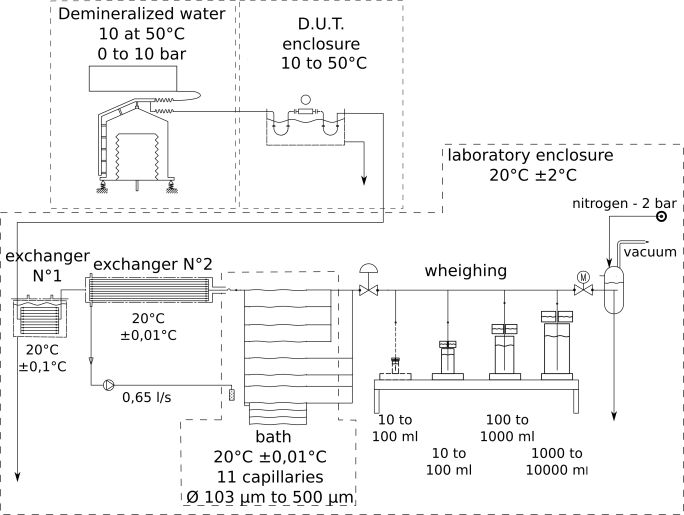 Demineralized water
10 at 50°C
0 to 10 bar
D.U.T.
enclosure
10 to 50°C
laboratory enclosure
20°C ±2°C
nitrogen - 2 bar
vacuum
exchanger
N°1
exchanger N°2
wheighing
M
20°C
±0,01°C
20°C
±0,1°C
0,65 l/s
10 to
100 ml
10 to
100 ml
100 to
1000 ml
1000 to
10000 ml
bath
20°C ±0,01°C
11 capillaries
Ø 103 µm to 500 µm